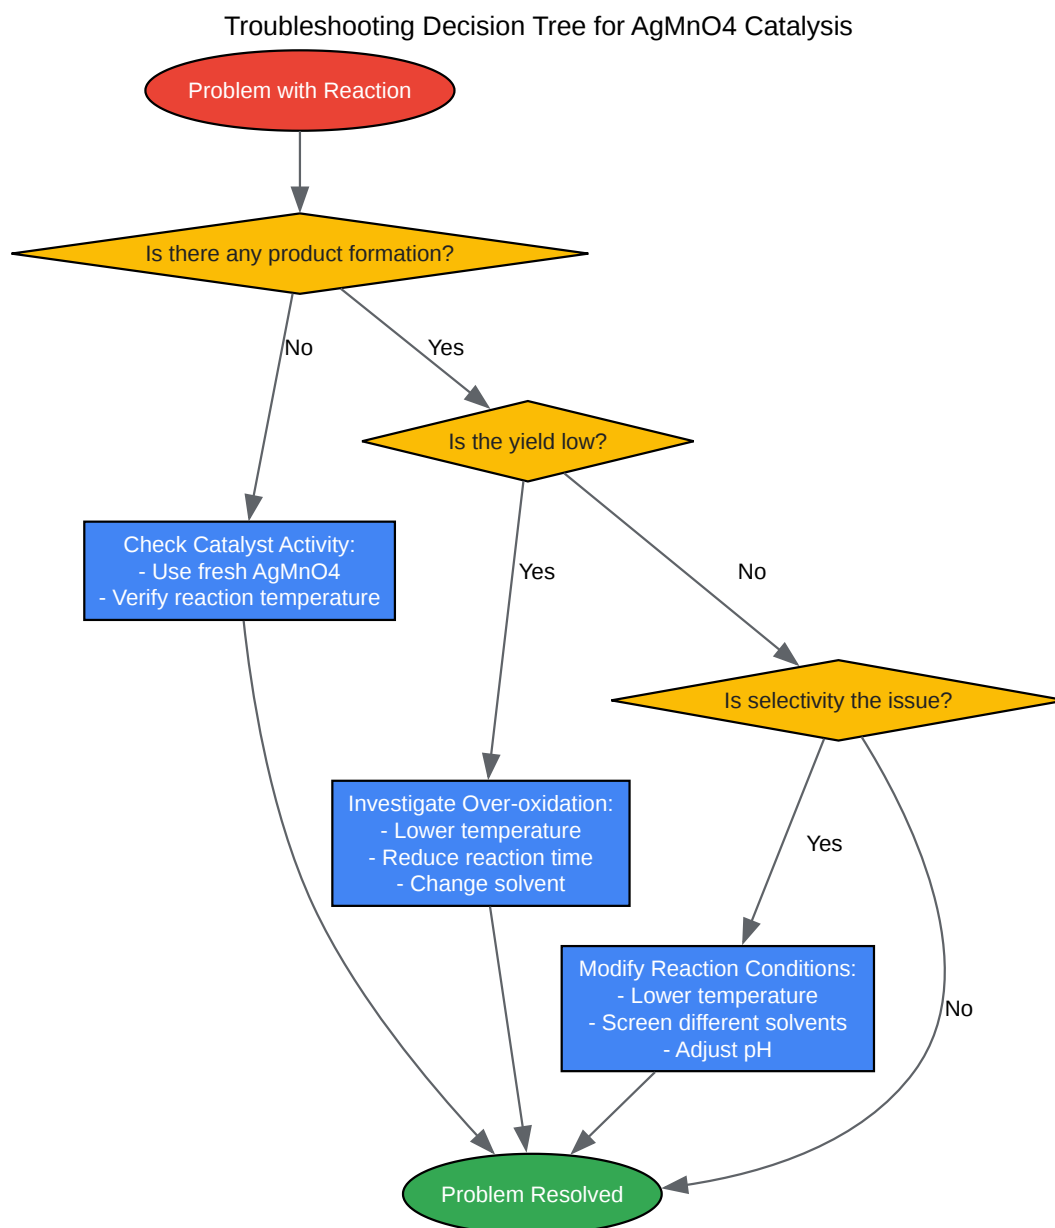 Troubleshooting Decision Tree for AgMnO4 Catalysis
Problem with Reaction
Is there any product formation?
No
Yes
Is the yield low?
Check Catalyst Activity:
- Use fresh AgMnO4
- Verify reaction temperature
Yes
No
Is selectivity the issue?
Investigate Over-oxidation:
- Lower temperature
- Reduce reaction time
- Change solvent
Yes
Modify Reaction Conditions:
- Lower temperature
- Screen different solvents
- Adjust pH
No
Problem Resolved